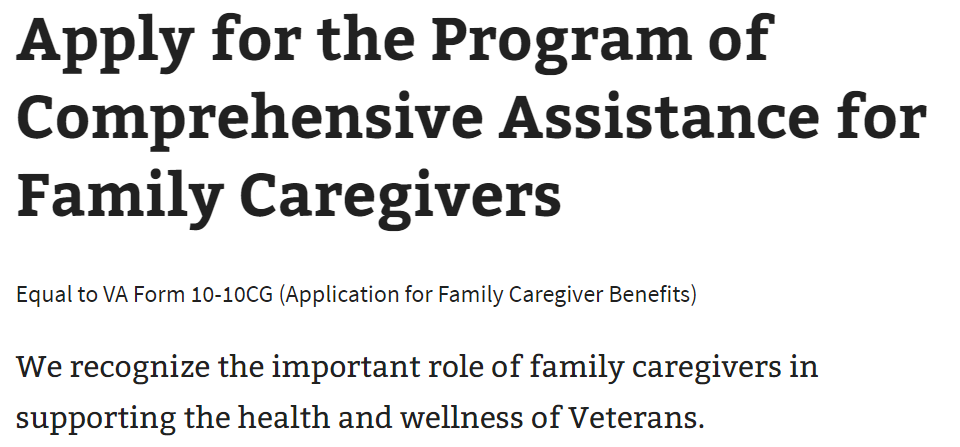 Apply for the Program of
Comprehensive Assistance for
Family Caregivers
Equal to VA Form 10-10CG (Application for Family Caregiver Benefits)
We recognize the important role of family caregivers in
supporting the health and wellness of Veterans.